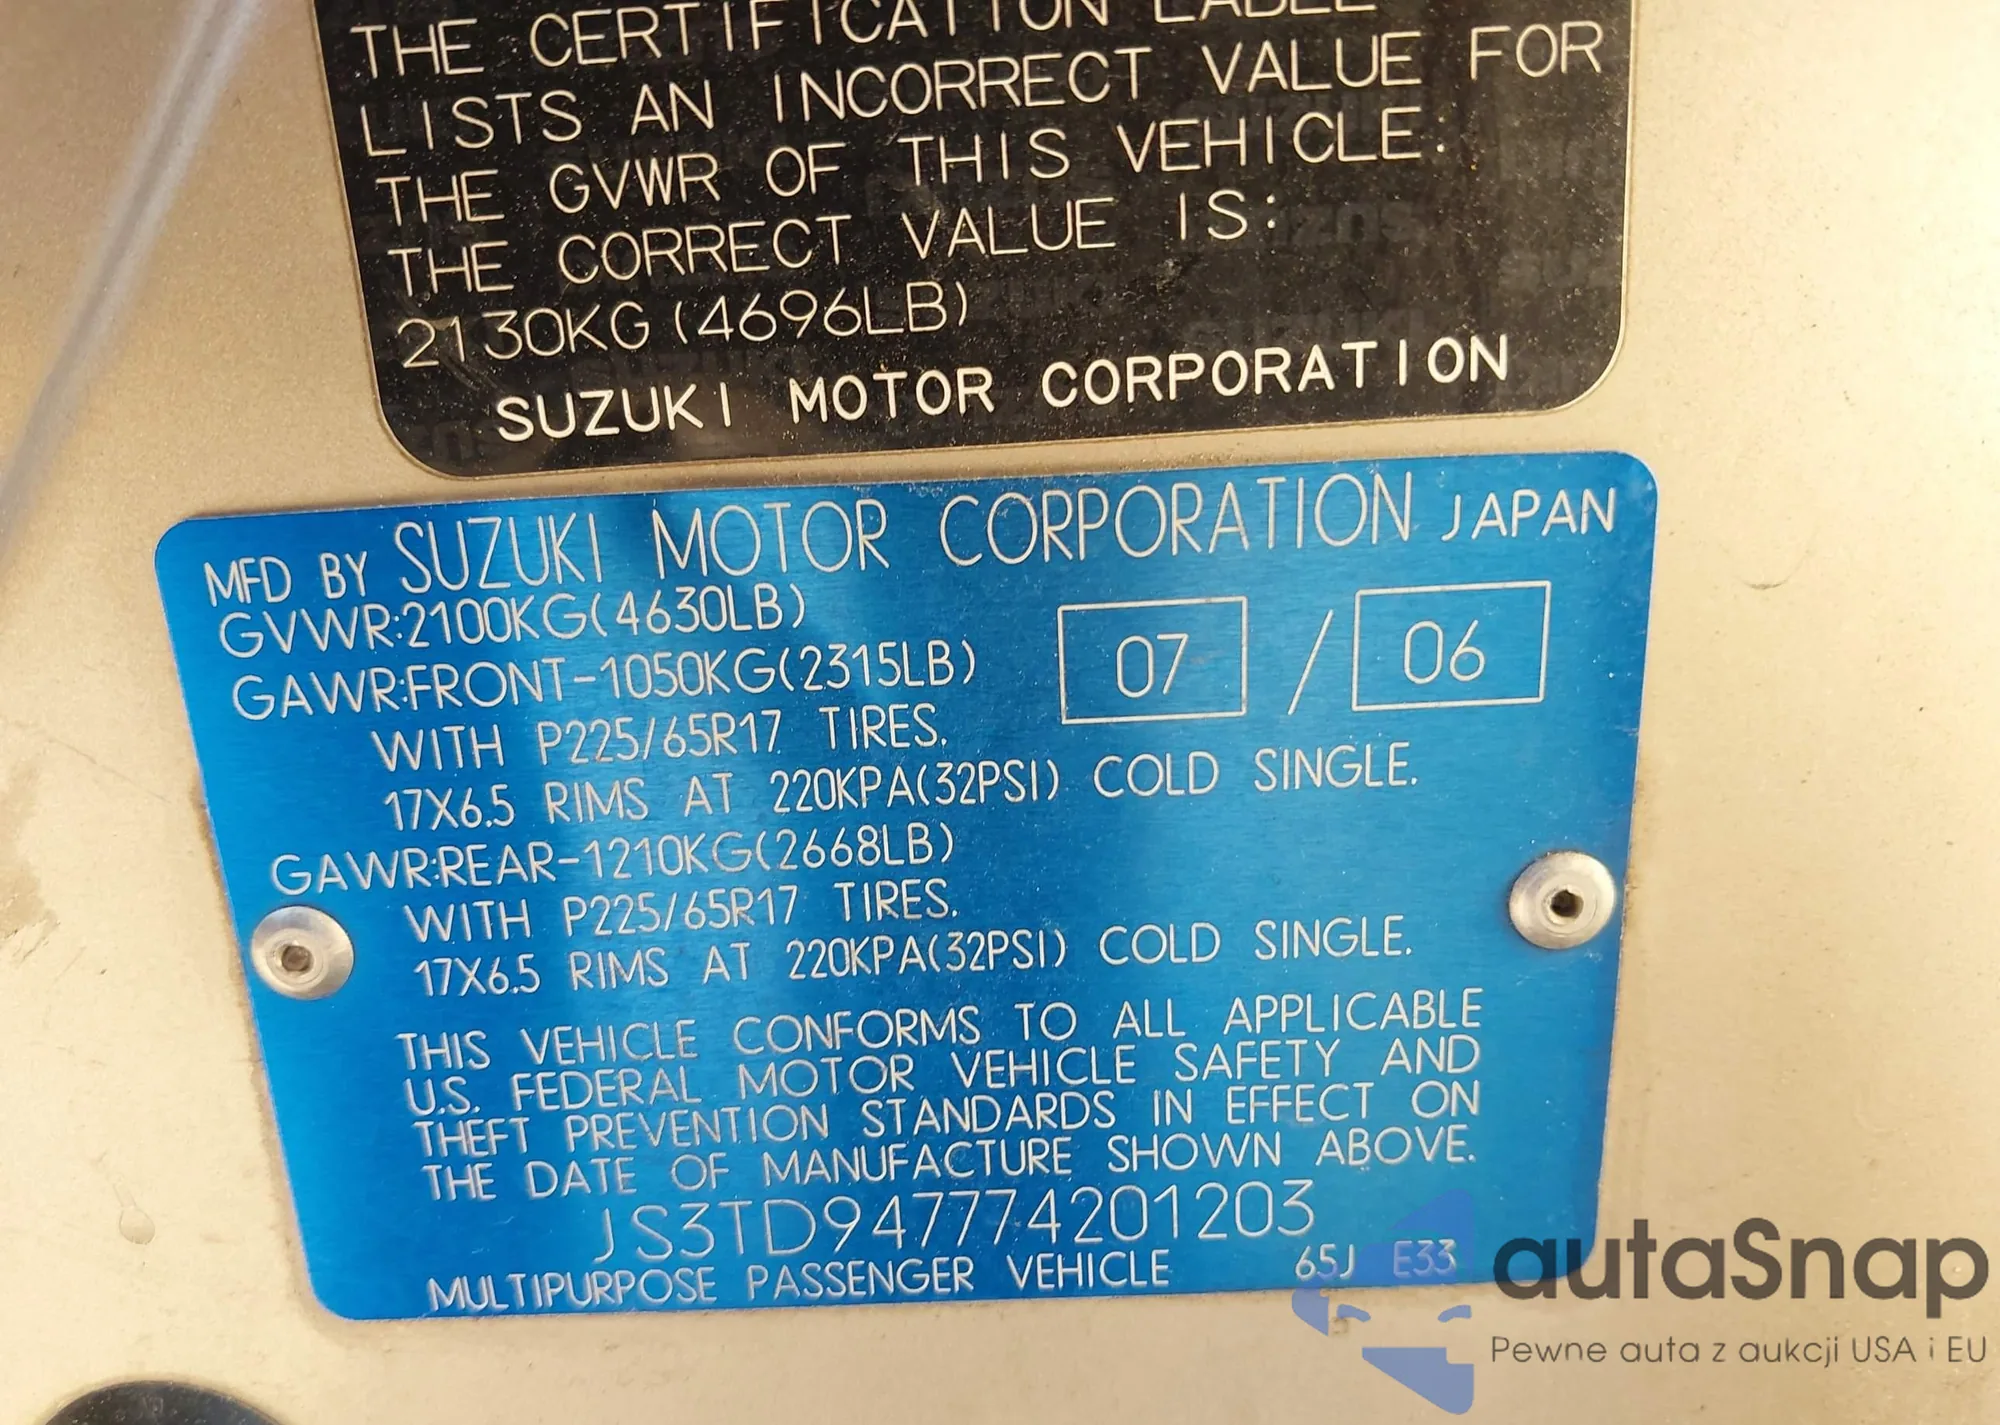 THE CERTIFICATION LABEL
LISTS AN INCORRECT VALUE FOR
THE GVWR OF THIS VEHICLE:
THE CORRECT VALUE IS:
2130KG(4696LB)
SUZUKI MOTOR CORPORATION
MFD BY SUZUKI MOTOR CORPORATION JAPAN
GVWR:2100KG(4630LB)
GAWR:FRONT-1050KG(2315LB) 07 / 06
WITH P225/65R17 TIRES.
17X6.5 RIMS AT 220KPA(32PSI) COLD SINGLE.
GAWR:REAR-1210KG(2668LB)
WITH P225/65R17 TIRES.
17X6.5 RIMS AT 220KPA(32PSI) COLD SINGLE.
THIS VEHICLE CONFORMS TO ALL APPLICABLE
U.S. FEDERAL MOTOR VEHICLE SAFETY AND
THEFT PREVENTION STANDARDS IN EFFECT ON
THE DATE OF MANUFACTURE SHOWN ABOVE.
JS3TD947774201203
MULTIPURPOSE PASSENGER VEHICLE 65J E33
autaSnap
Pewne auta z aukcji USA i EU